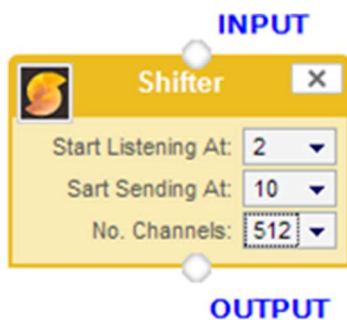 INPUT
Shifter
Start Listening At: 2
Sart Sending At: 10
No. Channels: 512
OUTPUT